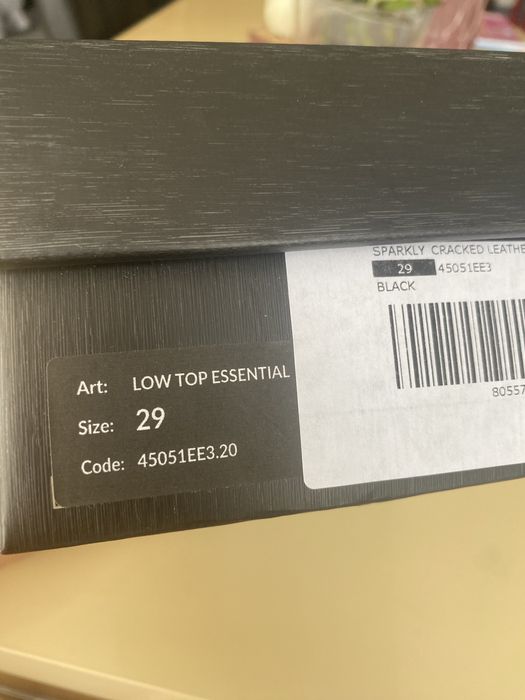 SPARKLY CRACKED LEATHE
29 45051EE3
BLACK
80557
Art: LOW TOP ESSENTIAL
Size: 29
Code: 45051EE3.20